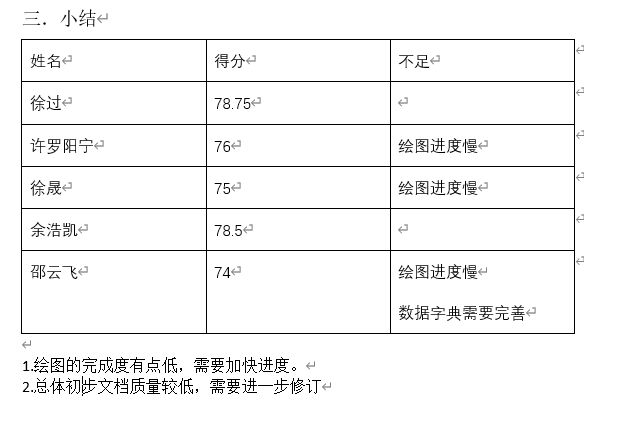 三．小结
姓名 得分 不足
徐过 78.75
许罗阳宁 76 绘图进度慢
徐晟 75 绘图进度慢
余浩凯 78.5
邵云飞 74 绘图进度慢
数据字典需要完善
1.绘图的完成度有点低，需要加快进度。
2.总体初步文档质量较低，需要进一步修订